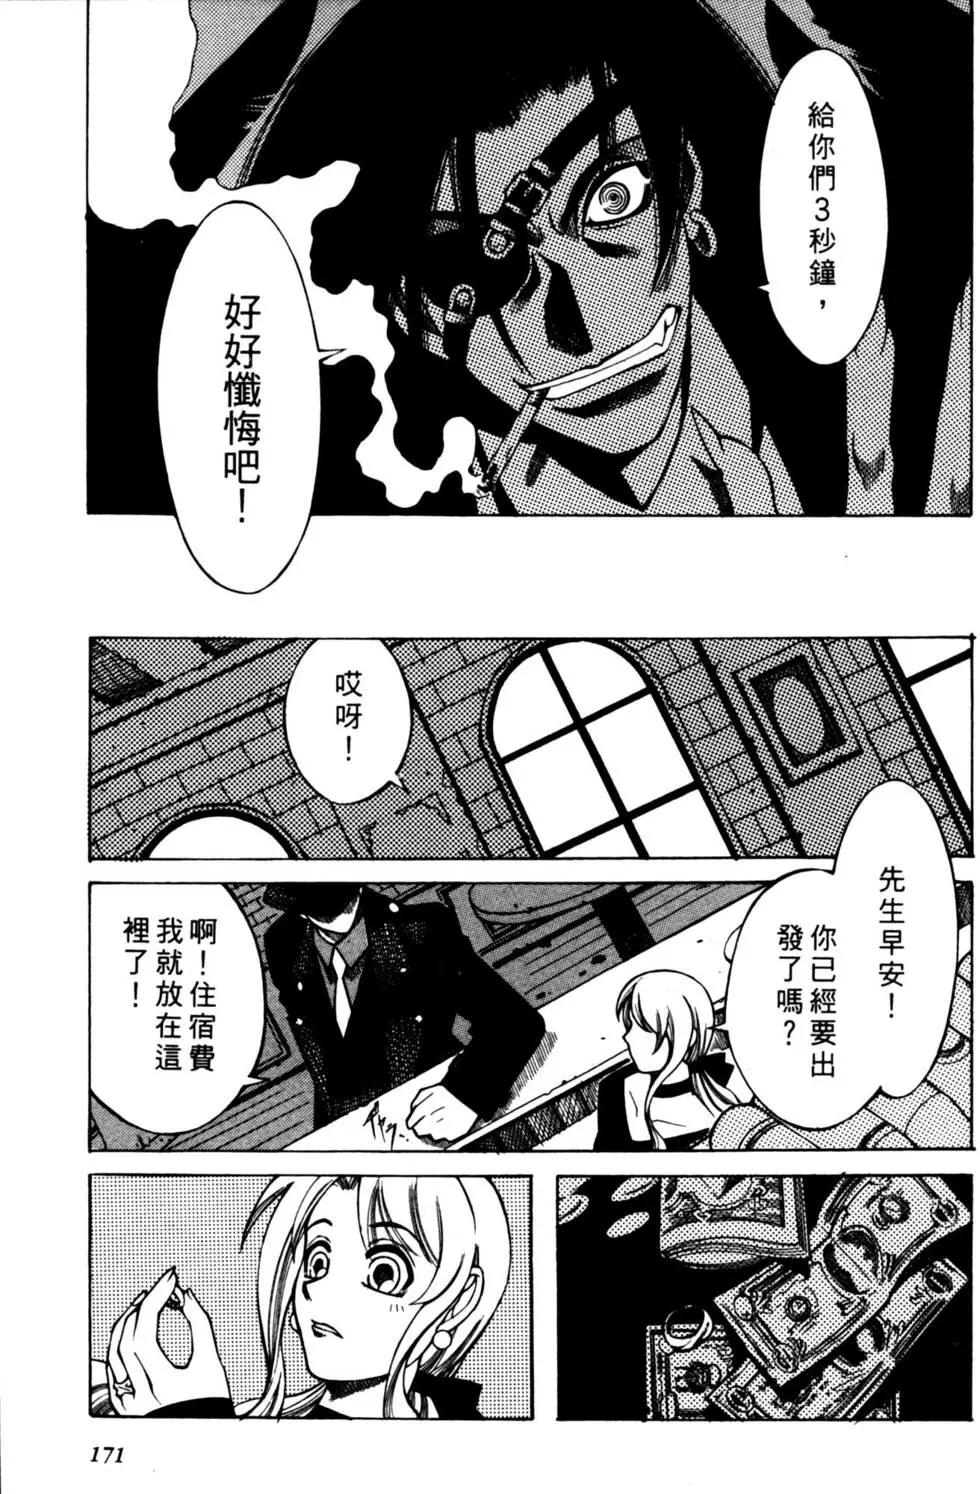 給你們3秒鐘，
好好懺悔吧！
哎
呀！
先生早安！
你已經要出
發了嗎？
啊！住宿費
我就放在這
裡了！
171